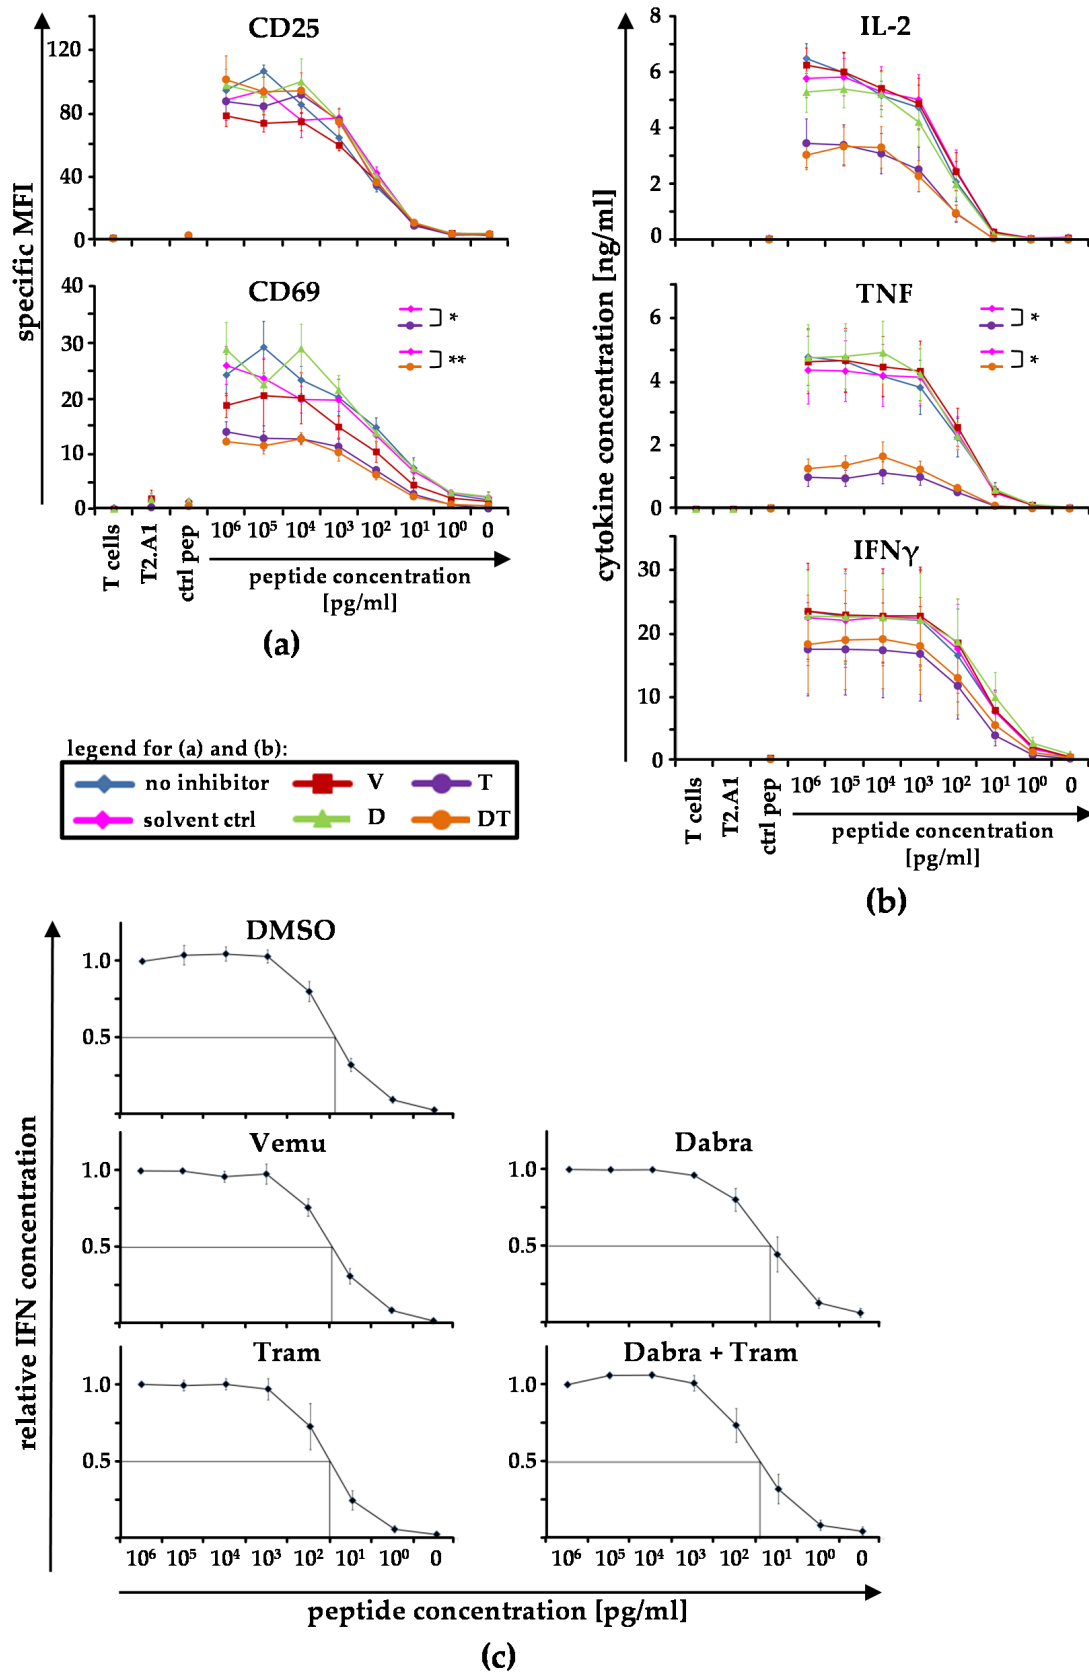 CD25
120
80
40
0
specific MFI
CD69
40
30
20
10
0
*
**
T cells
T2.A1
ctrl pep
10⁶ 10⁵ 10⁴ 10³ 10² 10¹ 10⁰ 0
peptide concentration
[pg/ml]
(a)
IL-2
8
6
4
2
0
cytokine concentration [ng/ml]
TNF
6
4
2
0
*
*
IFNγ
30
20
10
0
T cells
T2.A1
ctrl pep
10⁶ 10⁵ 10⁴ 10³ 10² 10¹ 10⁰ 0
peptide concentration
[pg/ml]
(b)
legend for (a) and (b):
no inhibitor V T
solvent ctrl D DT
relative IFN concentration
DMSO
1.0
0.5
Vemu
1.0
0.5
Dabra
1.0
0.5
Tram
1.0
0.5
Dabra + Tram
1.0
0.5
10⁶ 10⁵ 10⁴ 10³ 10² 10¹ 10⁰ 0
10⁶ 10⁵ 10⁴ 10³ 10² 10¹ 10⁰ 0
peptide concentration [pg/ml]
(c)